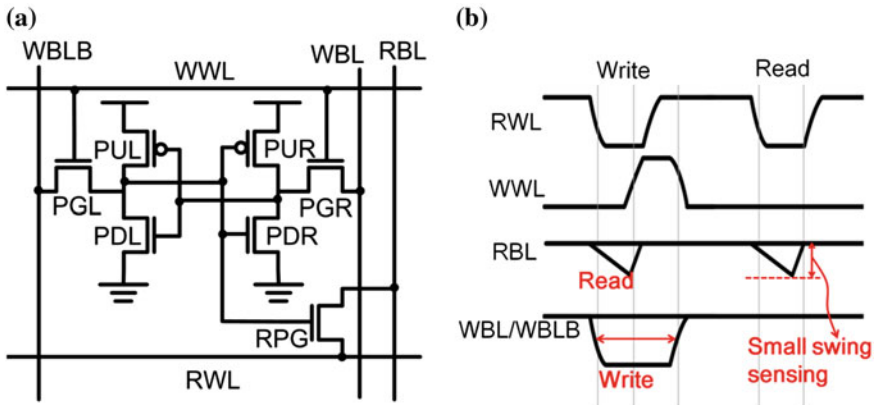 (a)
WBLB
WWL
WBL
RBL
PUL
PUR
PGL
PGR
PDL
PDR
RPG
RWL
(b)
Write
Read
RWL
WWL
RBL
Read
WBL/WBLB
Write
Small swing
sensing